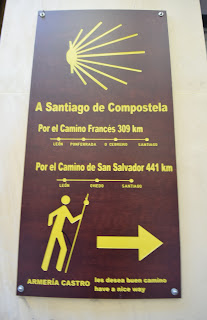 A Santiago de Compostela
Por el Camino Francés 309 km
LEÓN PONFERRADA O CEBREIRO SANTIAGO
Por el Camino de San Salvador 441 km
LEÓN OVIEDO SANTIAGO
ARMERÍA CASTRO les desea buen camino
have a nice way